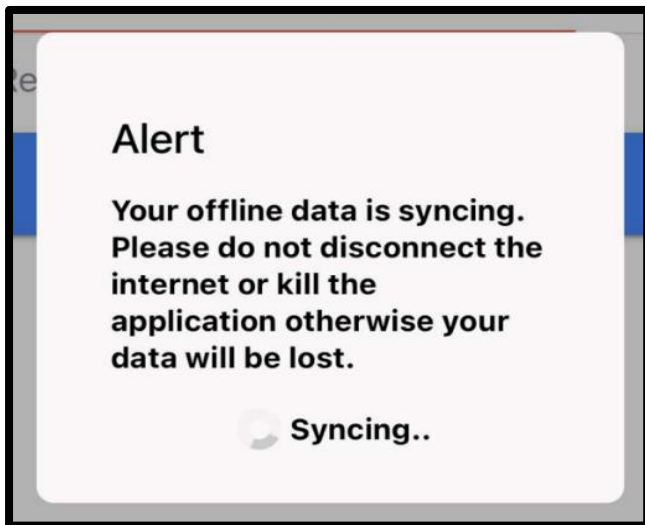 Re
Alert
Your offline data is syncing.
Please do not disconnect the
internet or kill the
application otherwise your
data will be lost.
Syncing..